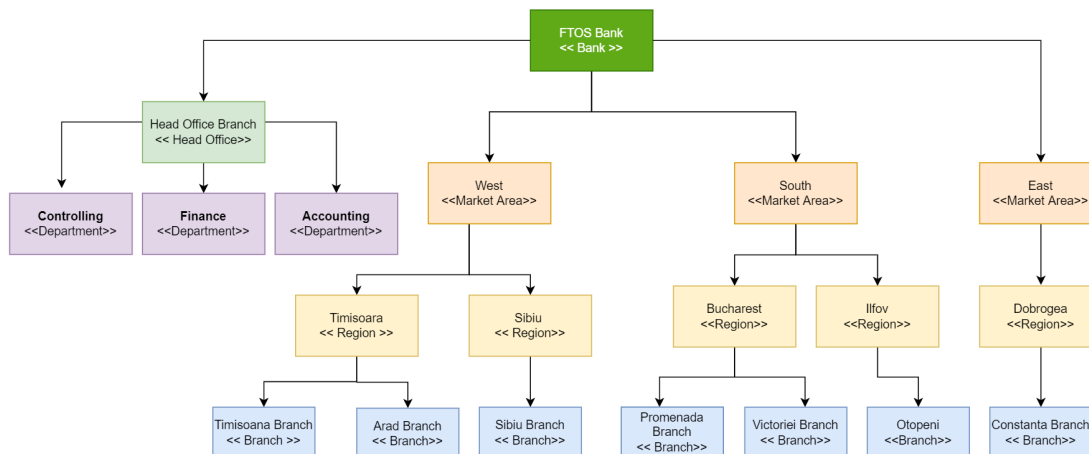 FTOS Bank
<< Bank >>
Head Office Branch
<< Head Office>>
West
<<Market Area>>
South
<<Market Area>>
East
<<Market Area>>
Controlling
<<Department>>
Finance
<<Department>>
Accounting
<<Department>>
Timisoara
<< Region >>
Sibiu
<< Region>>
Bucharest
<<Region>>
Ilfov
<<Region>>
Dobrogea
<<Region>>
Timisoana Branch
<< Branch >>
Arad Branch
<< Branch>>
Sibiu Branch
<< Branch>>
Promenada
Branch
<< Branch>>
Victoriei Branch
<< Branch>>
Otopeni
<<Branch>>
Constanta Branch
<< Branch>>